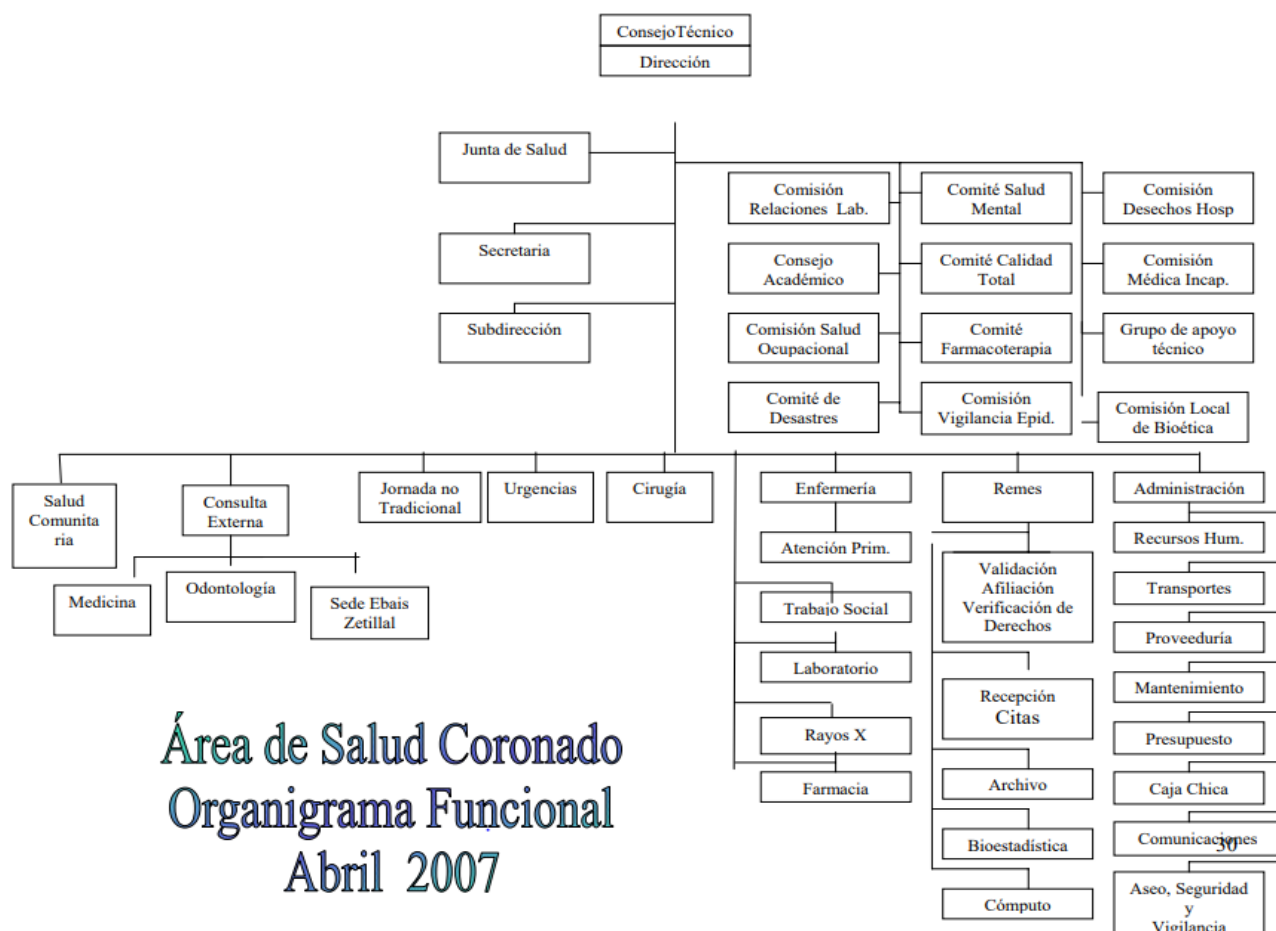 ConsejoTécnico
Dirección
Junta de Salud
Secretaria
Subdirección
Comisión
Relaciones Lab.
Comité Salud
Mental
Comisión
Desechos Hosp
Consejo
Académico
Comité Calidad
Total
Comisión
Médica Incap.
Comisión Salud
Ocupacional
Comité
Farmacoterapia
Grupo de apoyo
técnico
Comité de
Desastres
Comisión
Vigilancia Epid.
Comisión Local
de Bioética
Salud
Comunita
ria
Consulta
Externa
Jornada no
Tradicional
Urgencias
Cirugía
Enfermería
Remes
Administración
Medicina
Odontología
Sede Ebais
Zetillal
Atención Prim.
Trabajo Social
Laboratorio
Rayos X
Farmacia
Validación
Afiliación
Verificación de
Derechos
Recepción
Citas
Archivo
Bioestadística
Cómputo
Recursos Hum.
Transportes
Proveeduría
Mantenimiento
Presupuesto
Caja Chica
Comunicaciones
30
Aseo, Seguridad
y
Vigilancia
Área de Salud Coronado
Organigrama Funcional
Abril 2007